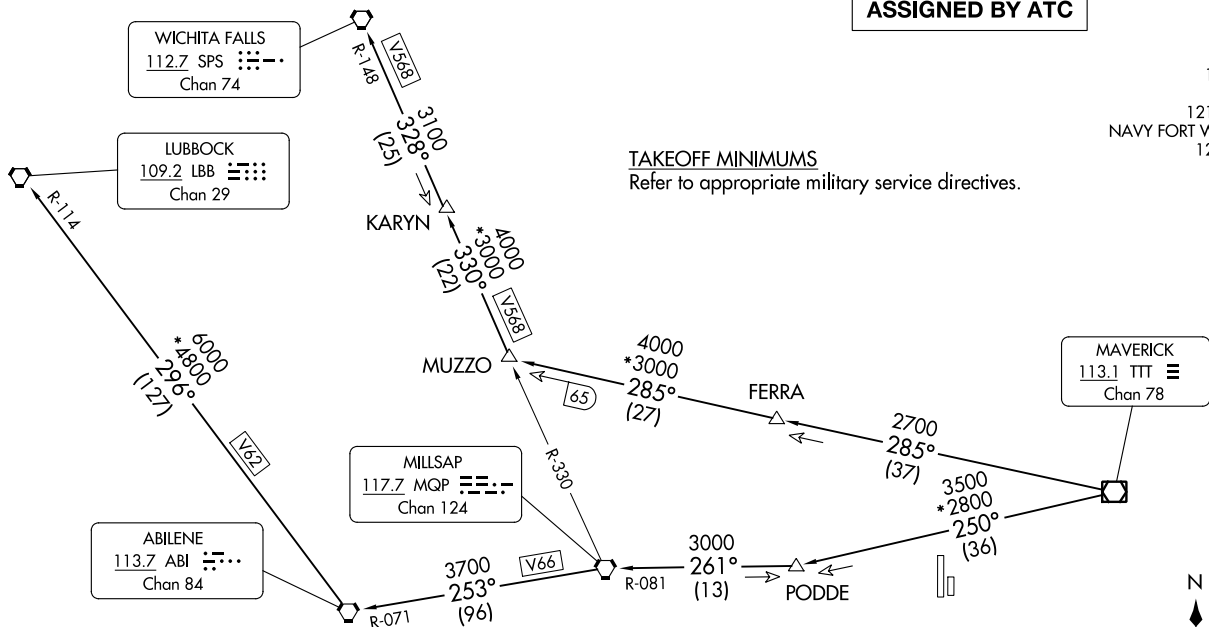 ASSIGNED BY ATC
WICHITA FALLS
112.7 SPS
Chan 74
R-148
V568
3100
328°
(25)
KARYN
LUBBOCK
109.2 LBB
Chan 29
R-114
TAKEOFF MINIMUMS
Refer to appropriate military service directives.
1
121
NAVY FORT W
12
4000
*3000
330°
(22)
V568
MUZZO
6000
*4800
296°
(127)
V62
4000
*3000
285°
(27)
65
FERRA
MAVERICK
113.1 TTT
Chan 78
2700
285°
(37)
R-330
MILLSAP
117.7 MQP
Chan 124
3500
*2800
250°
(36)
ABILENE
113.7 ABI
Chan 84
R-071
3700
253°
(96)
V66
R-081
3000
261°
(13)
PODDE
N